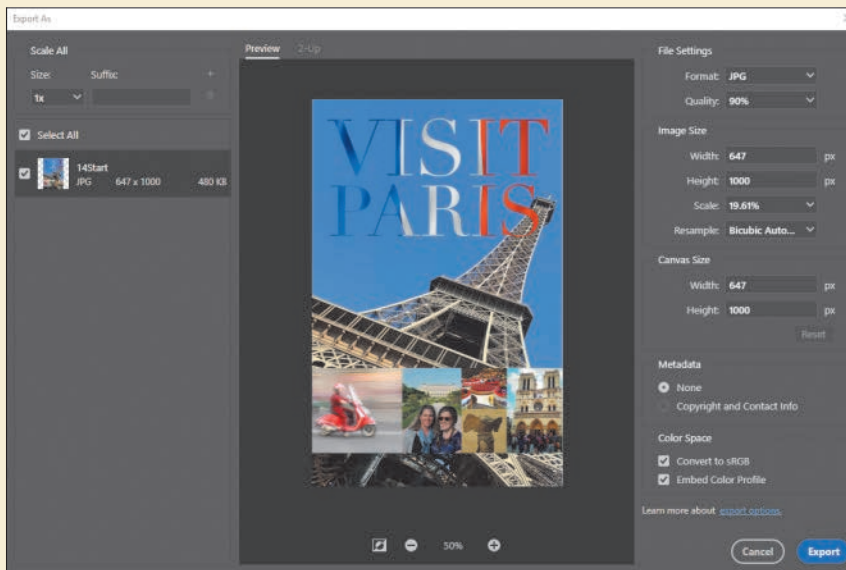 Export As
Scale All
Size: Suffix: +
1x
Select All
14Start
JPG 647 x 1000 480 KB
Preview 2-Up
VISIT
PARIS
50%
File Settings
Format: JPG
Quality: 90%
Image Size
Width: 647 px
Height: 1000 px
Scale: 19.61%
Resample: Bicubic Auto...
Canvas Size
Width: 647 px
Height: 1000 px
Reset
Metadata
None
Copyright and Contact Info
Color Space
Convert to sRGB
Embed Color Profile
Learn more about export options.
Cancel Export